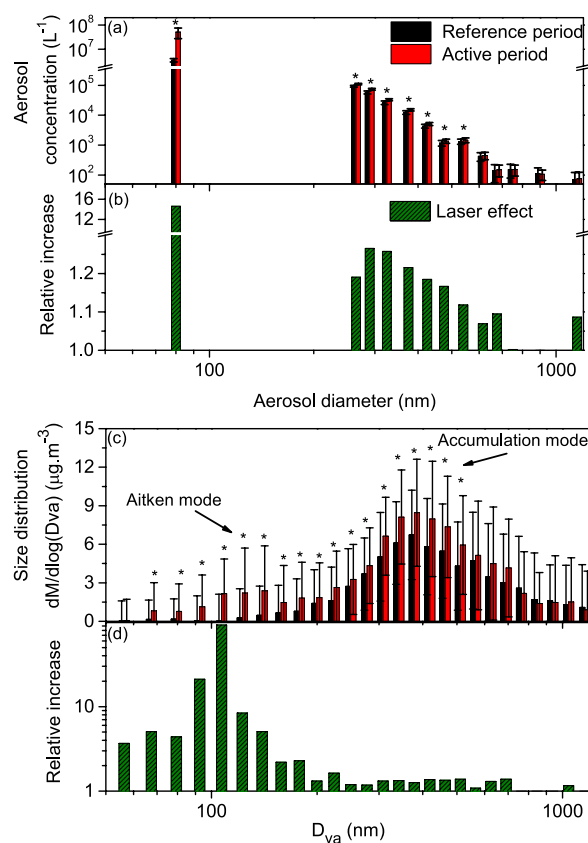 (a)
Reference period
Active period
Aerosol
concentration (L⁻¹)
10⁸
10⁷
10⁶
10⁵
10⁴
10³
10²
*
* * * * * * *
(b)
Laser effect
Relative increase
16
12
1.2
1.1
1.0
100
1000
Aerosol diameter (nm)
(c)
Accumulation mode
Aitken mode
Size distribution
dM/dlog(Dva) (µg.m⁻³)
15
12
9
6
3
0
* * * * * * * * * * * * * * *
(d)
Relative increase
10
1
100
1000
Dva (nm)